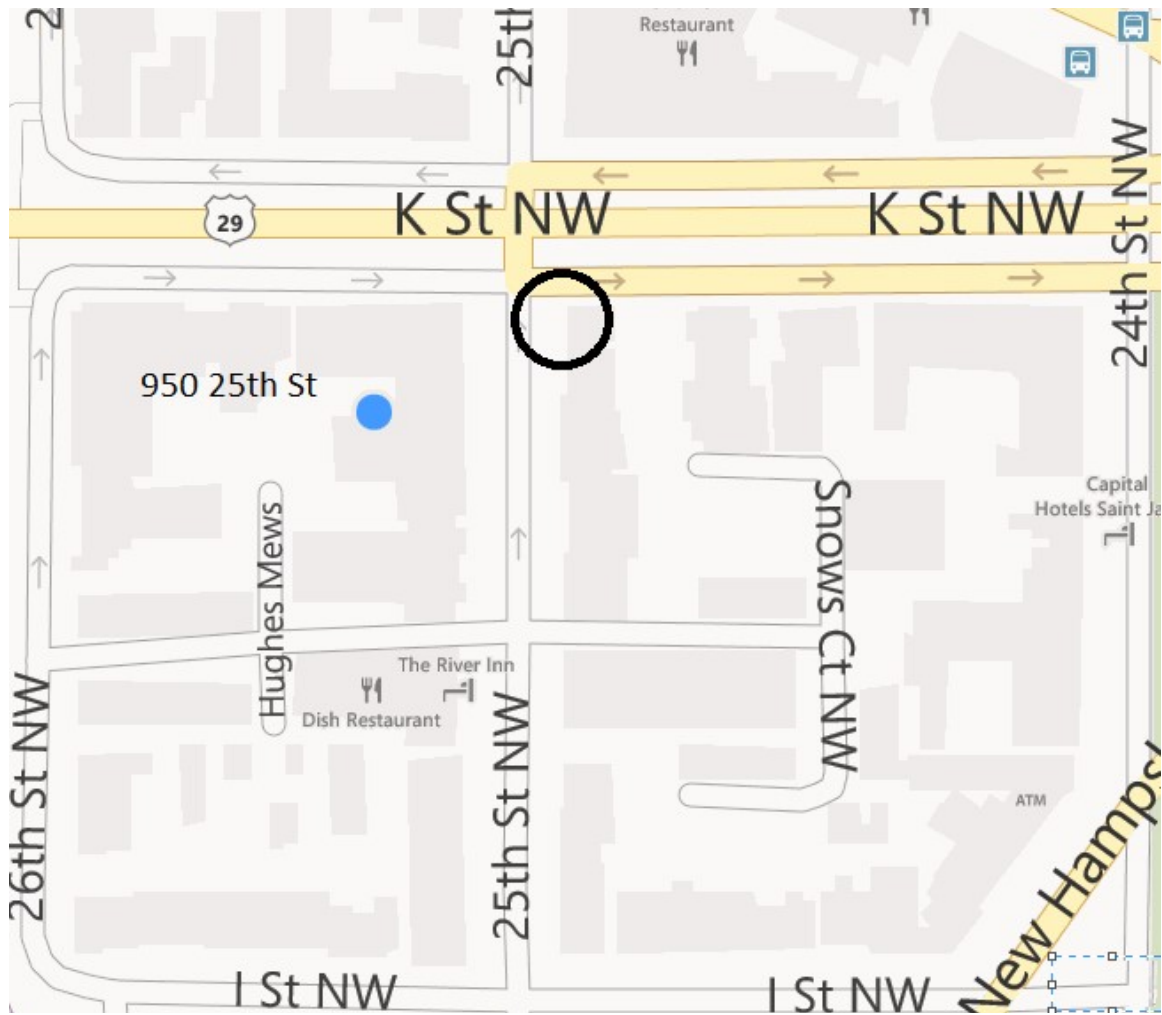 2
25th
Restaurant
24th St NW
K St NW
K St NW
29
950 25th St
Capital
Hotels Saint Ja
Snows Ct NW
Hughes Mews
The River Inn
Dish Restaurant
26th St NW
25th St NW
ATM
New Hamps
I St NW
I St NW